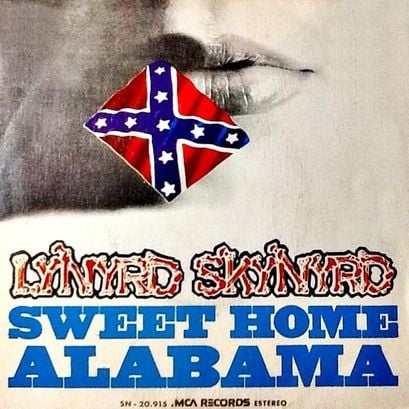 LYNYRD SKYNYRD
SWEET HOME
ALABAMA
SN - 20.915 .MCA RECORDS ESTEREO